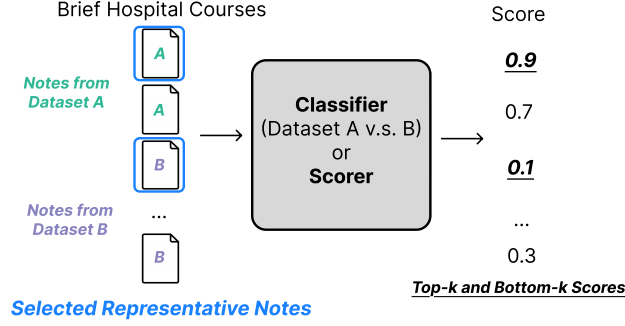 Brief Hospital Courses
Score
A
Notes from
Dataset A
A
B
Notes from
Dataset B
...
B
Selected Representative Notes
Classifier
(Dataset A v.s. B)
or
Scorer
0.9
0.7
0.1
...
0.3
Top-k and Bottom-k Scores